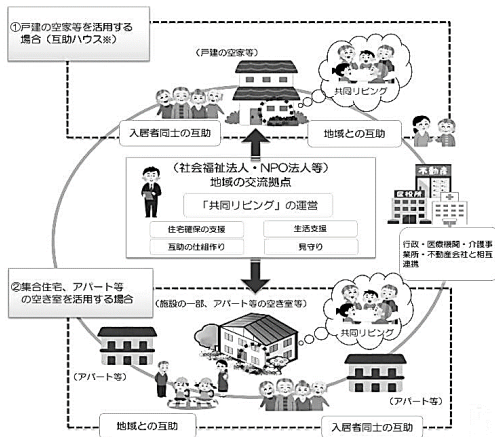 ①戸建の空家等を活用する
場合（互助ハウス※）
（戸建の空家等）
共同リビング
入居者同士の互助
地域との互助
（社会福祉法人・NPO法人等）
地域の交流拠点
「共同リビング」の運営
住宅確保の支援
生活支援
互助の仕組作り
見守り
不動産
区役所
行政・医療機関・介護事
業所・不動産会社と相互
連携
②集合住宅、アパート等
の空き室を活用する場合
（施設の一部、アパート等の空き室等）
共同リビング
（アパート等）
（アパート等）
地域との互助
入居者同士の互助